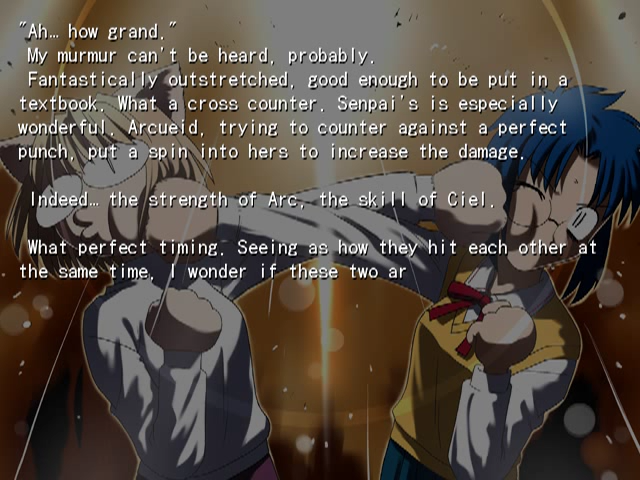 "Ah… how grand."
My murmur can't be heard, probably.
Fantastically outstretched, good enough to be put in a
textbook. What a cross counter. Senpai's is especially
wonderful. Arcueid, trying to counter against a perfect
punch, put a spin into hers to increase the damage.
Indeed… the strength of Arc, the skill of Ciel.
What perfect timing. Seeing as how they hit each other at
the same time, I wonder if these two ar